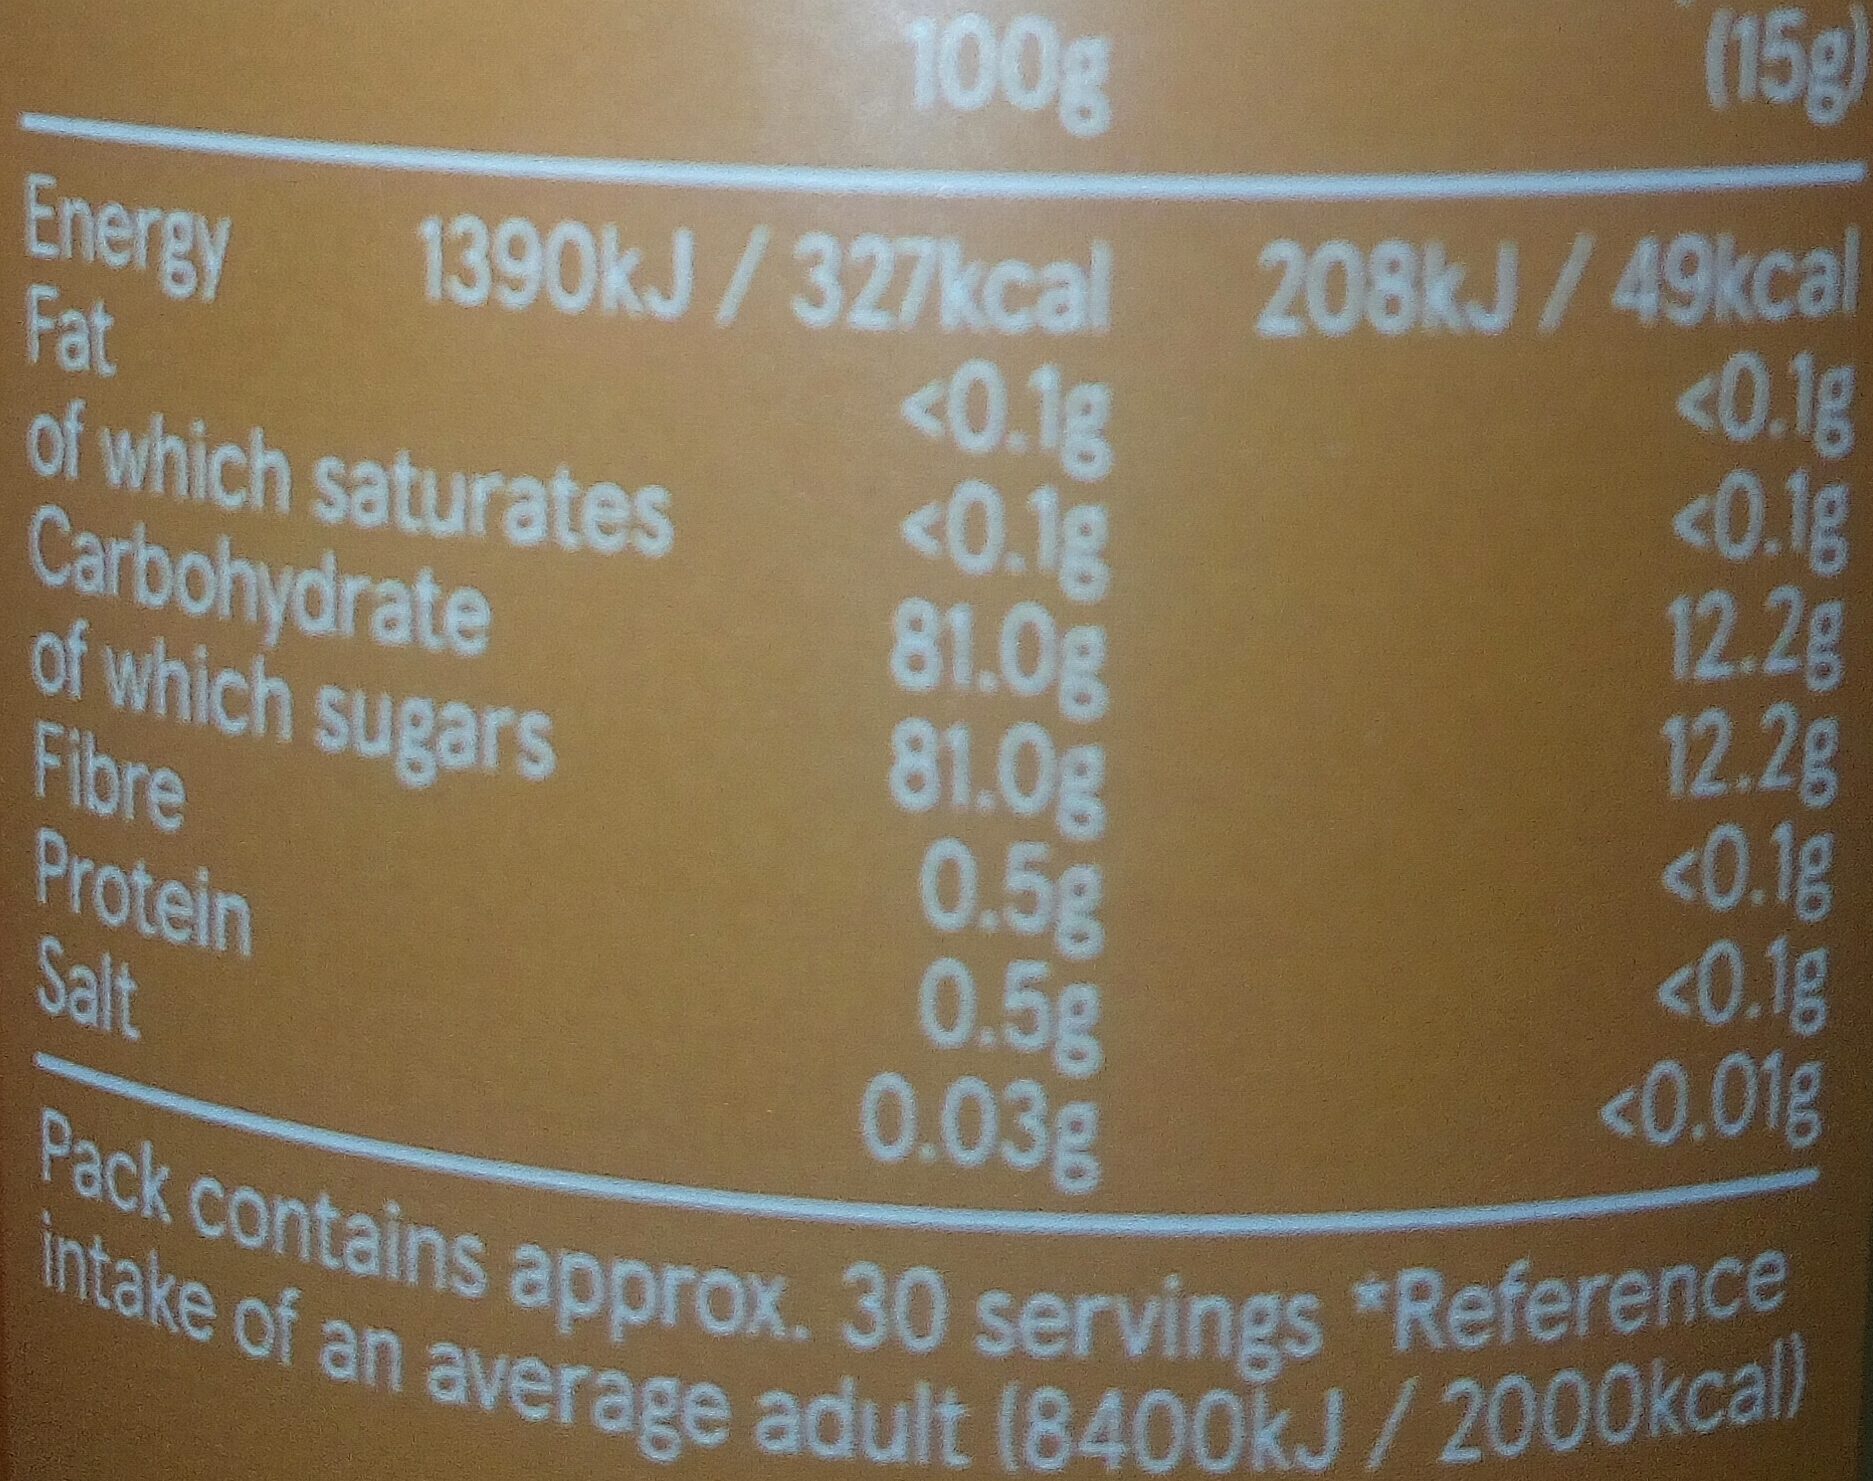 100g (15g)
Energy 1390kJ / 327kcal 208kJ / 49kcal
Fat <0.1g <0.1g
of which saturates <0.1g <0.1g
Carbohydrate 81.0g 12.2g
of which sugars 81.0g 12.2g
Fibre 0.5g <0.1g
Protein 0.5g <0.1g
Salt 0.03g <0.01g
Pack contains approx. 30 servings *Reference
intake of an average adult (8400kJ / 2000kcal)